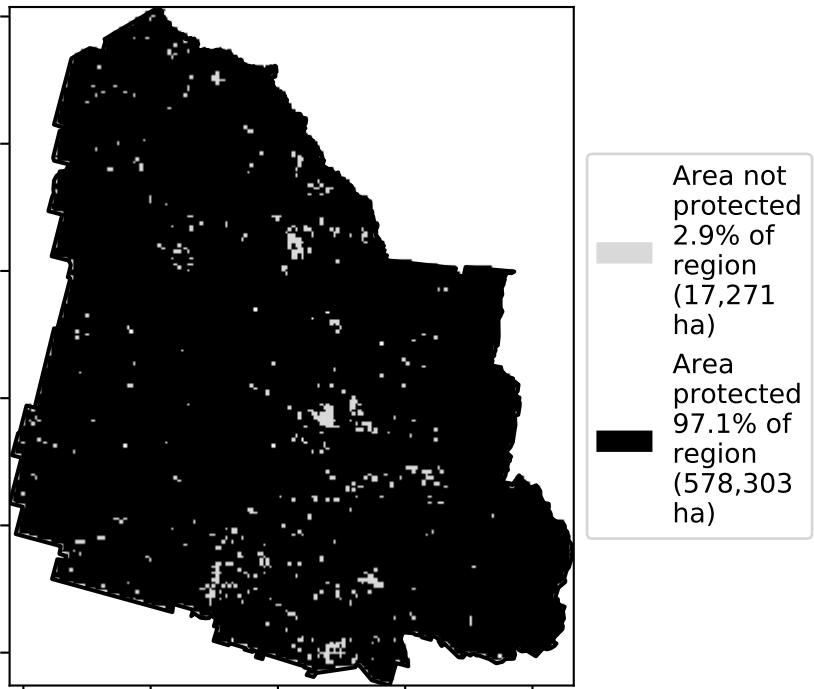 Area not
protected
2.9% of
region
(17,271
ha)
Area
protected
97.1% of
region
(578,303
ha)